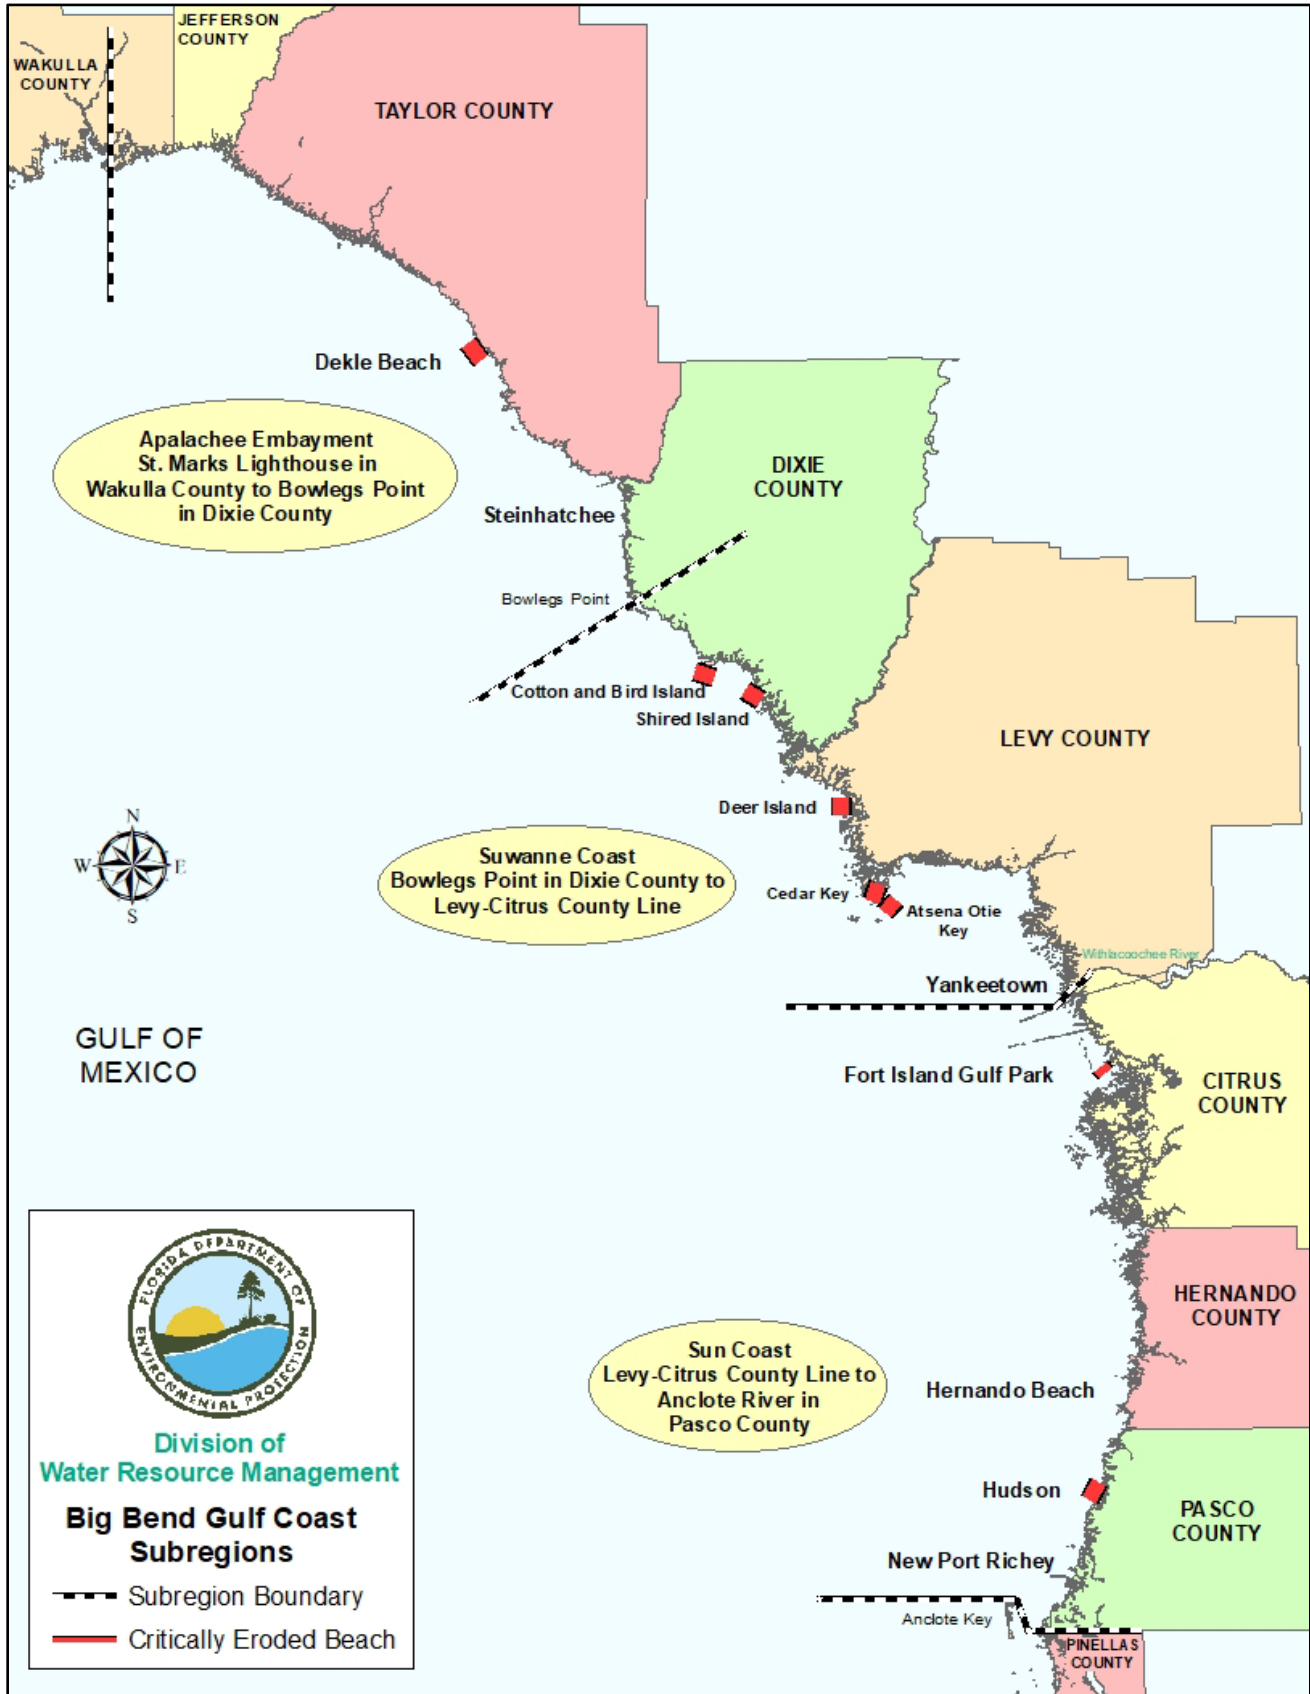 JEFFERSON
COUNTY
WAKULLA
COUNTY
TAYLOR COUNTY
Dekle Beach
Apalachee Embayment
St. Marks Lighthouse in
Wakulla County to Bowlegs Point
in Dixie County
DIXIE
COUNTY
Steinhatchee
Bowlegs Point
Cotton and Bird Island
Shired Island
LEVY COUNTY
Deer Island
N
W
E
S
Suwanne Coast
Bowlegs Point in Dixie County to
Levy-Citrus County Line
Cedar Key
Atsena Otie
Key
Withlacoochee River
Yankeetown
GULF OF
MEXICO
Fort Island Gulf Park
CITRUS
COUNTY
HERNANDO
COUNTY
Sun Coast
Levy-Citrus County Line to
Anclote River in
Pasco County
Hernando Beach
Hudson
PASCO
COUNTY
New Port Richey
Anclote Key
PINELLAS
COUNTY
FLORIDA DEPARTMENT OF
ENVIRONMENTAL PROTECTION
Division of
Water Resource Management
Big Bend Gulf Coast
Subregions
Subregion Boundary
Critically Eroded Beach